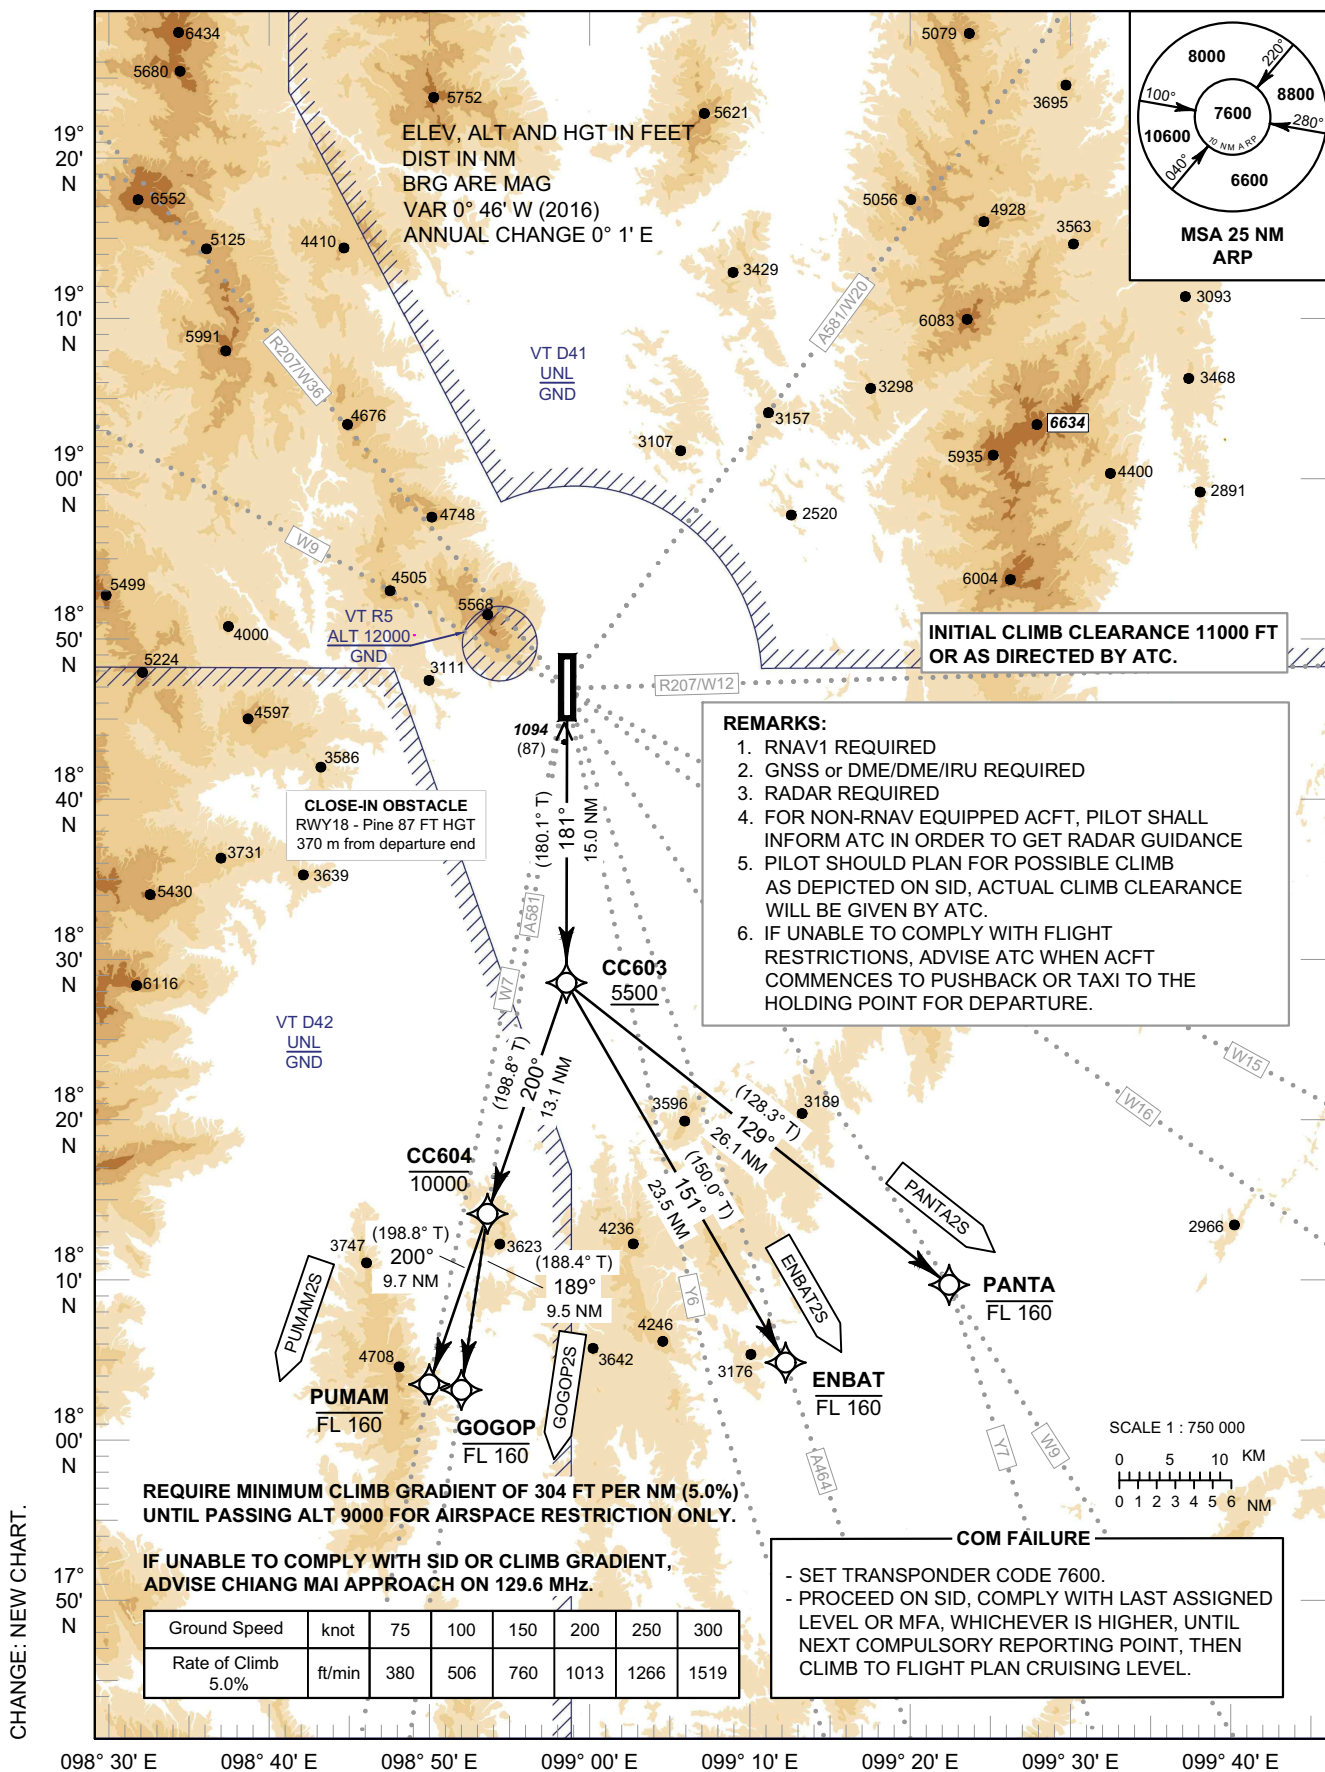 6434
5680
5752
5621
5079
3695
8000
220°
100°
7600
8800
280°
10 NM ARP
10600
040°
6600
MSA 25 NM
ARP
ELEV, ALT AND HGT IN FEET
DIST IN NM
BRG ARE MAG
VAR 0° 46' W (2016)
ANNUAL CHANGE 0° 1' E
19°
20'
N
6552
5125
4410
5056
4928
3563
3429
19°
10'
N
3093
5991
6083
A581/W20
R207/W36
VT D41
UNL
GND
3298
3468
4676
3157
6634
3107
5935
4400
19°
00'
N
2891
4748
2520
W9
5499
4505
6004
18°
50'
N
4000
5568
VT R5
ALT 12000
GND
INITIAL CLIMB CLEARANCE 11000 FT
OR AS DIRECTED BY ATC.
5224
3111
R207/W12
4597
1094
(87)
3586
18°
40'
N
CLOSE-IN OBSTACLE
RWY18 - Pine 87 FT HGT
370 m from departure end
(180.1° T)
181°
15.0 NM
REMARKS:
1. RNAV1 REQUIRED
2. GNSS or DME/DME/IRU REQUIRED
3. RADAR REQUIRED
4. FOR NON-RNAV EQUIPPED ACFT, PILOT SHALL
INFORM ATC IN ORDER TO GET RADAR GUIDANCE
5. PILOT SHOULD PLAN FOR POSSIBLE CLIMB
AS DEPICTED ON SID, ACTUAL CLIMB CLEARANCE
WILL BE GIVEN BY ATC.
6. IF UNABLE TO COMPLY WITH FLIGHT
RESTRICTIONS, ADVISE ATC WHEN ACFT
COMMENCES TO PUSHBACK OR TAXI TO THE
HOLDING POINT FOR DEPARTURE.
3731
3639
5430
A581
18°
30'
N
CC603
5500
6116
W7
VT D42
UNL
GND
W15
W16
18°
20'
N
(198.8° T)
200°
13.1 NM
3596
3189
(128.3° T)
129°
26.1 NM
(150.0° T)
151°
23.5 NM
CC604
10000
PANTA2S
2966
3747
(198.8° T)
200°
9.7 NM
3623
4236
(188.4° T)
189°
9.5 NM
18°
10'
N
PUMAM2S
ENBAT2S
Y6
PANTA
FL 160
4246
3642
3176
4708
GOGOP2S
PUMAM
FL 160
GOGOP
FL 160
ENBAT
FL 160
18°
00'
N
A464
Y7
W9
SCALE 1 : 750 000
0 5 10 KM
0 1 2 3 4 5 6 NM
REQUIRE MINIMUM CLIMB GRADIENT OF 304 FT PER NM (5.0%)
UNTIL PASSING ALT 9000 FOR AIRSPACE RESTRICTION ONLY.
IF UNABLE TO COMPLY WITH SID OR CLIMB GRADIENT,
ADVISE CHIANG MAI APPROACH ON 129.6 MHz.
17°
50'
N
Ground Speed knot 75 100 150 200 250 300
Rate of Climb
5.0% ft/min 380 506 760 1013 1266 1519
COM FAILURE
- SET TRANSPONDER CODE 7600.
- PROCEED ON SID, COMPLY WITH LAST ASSIGNED
LEVEL OR MFA, WHICHEVER IS HIGHER, UNTIL
NEXT COMPULSORY REPORTING POINT, THEN
CLIMB TO FLIGHT PLAN CRUISING LEVEL.
CHANGE: NEW CHART.
098° 30' E 098° 40' E 098° 50' E 099° 00' E 099° 10' E 099° 20' E 099° 30' E 099° 40' E